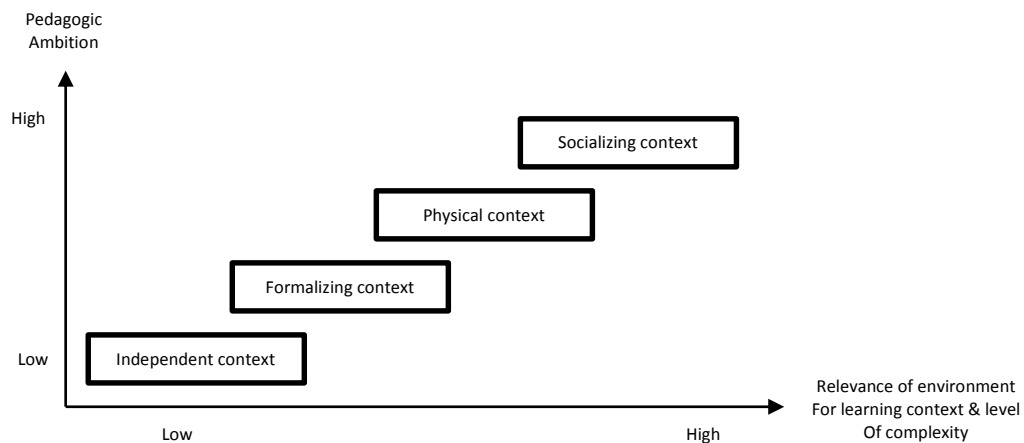 Pedagogic
Ambition
High
Socializing context
Physical context
Formalizing context
Low
Independent context
Relevance of environment
For learning context & level
Of complexity
Low
High